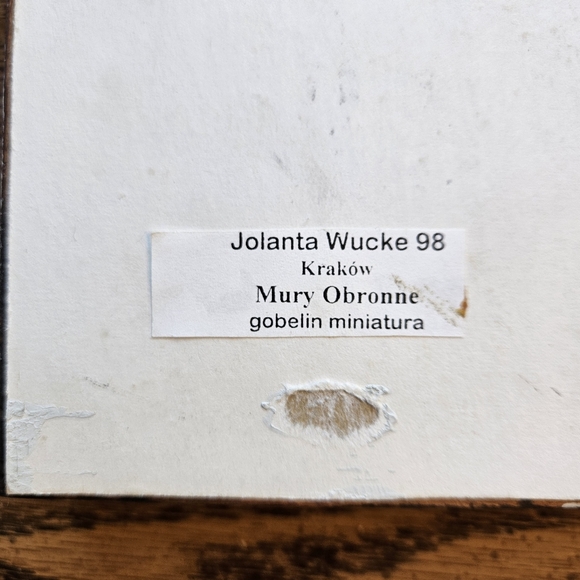 Jolanta Wucke 98
Kraków
Mury Obronne
gobelin miniatura